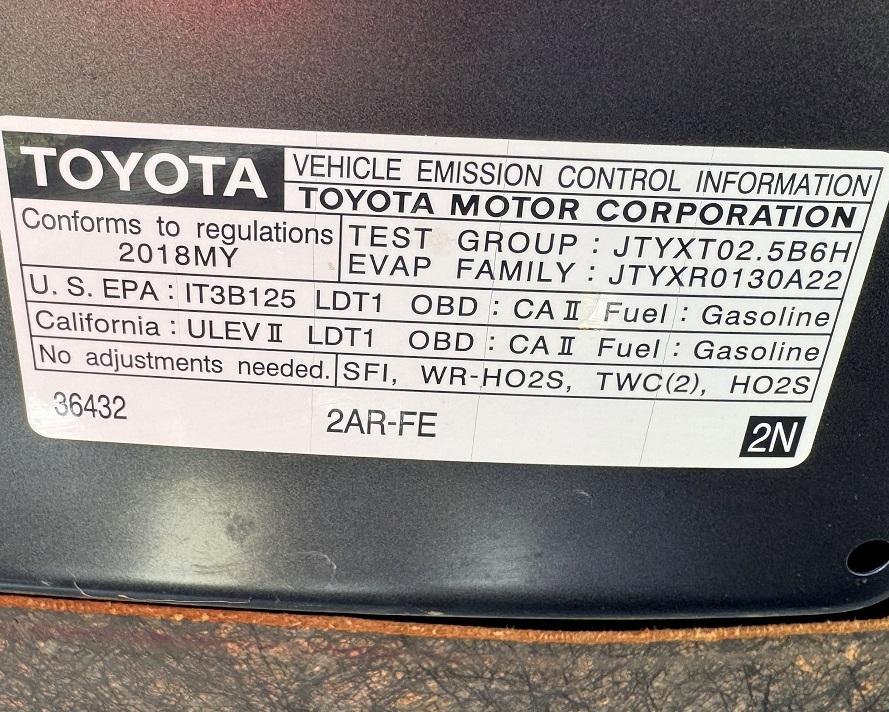 TOYOTA VEHICLE EMISSION CONTROL INFORMATION
TOYOTA MOTOR CORPORATION
Conforms to regulations
2018MY
TEST GROUP : JTYXT02.5B6H
EVAP FAMILY : JTYXR0130A22
U. S. EPA : IT3B125 LDT1 OBD : CA II Fuel : Gasoline
California : ULEV II LDT1 OBD : CA II Fuel : Gasoline
No adjustments needed. SFI, WR-HO2S, TWC(2), HO2S
36432 2AR-FE 2N